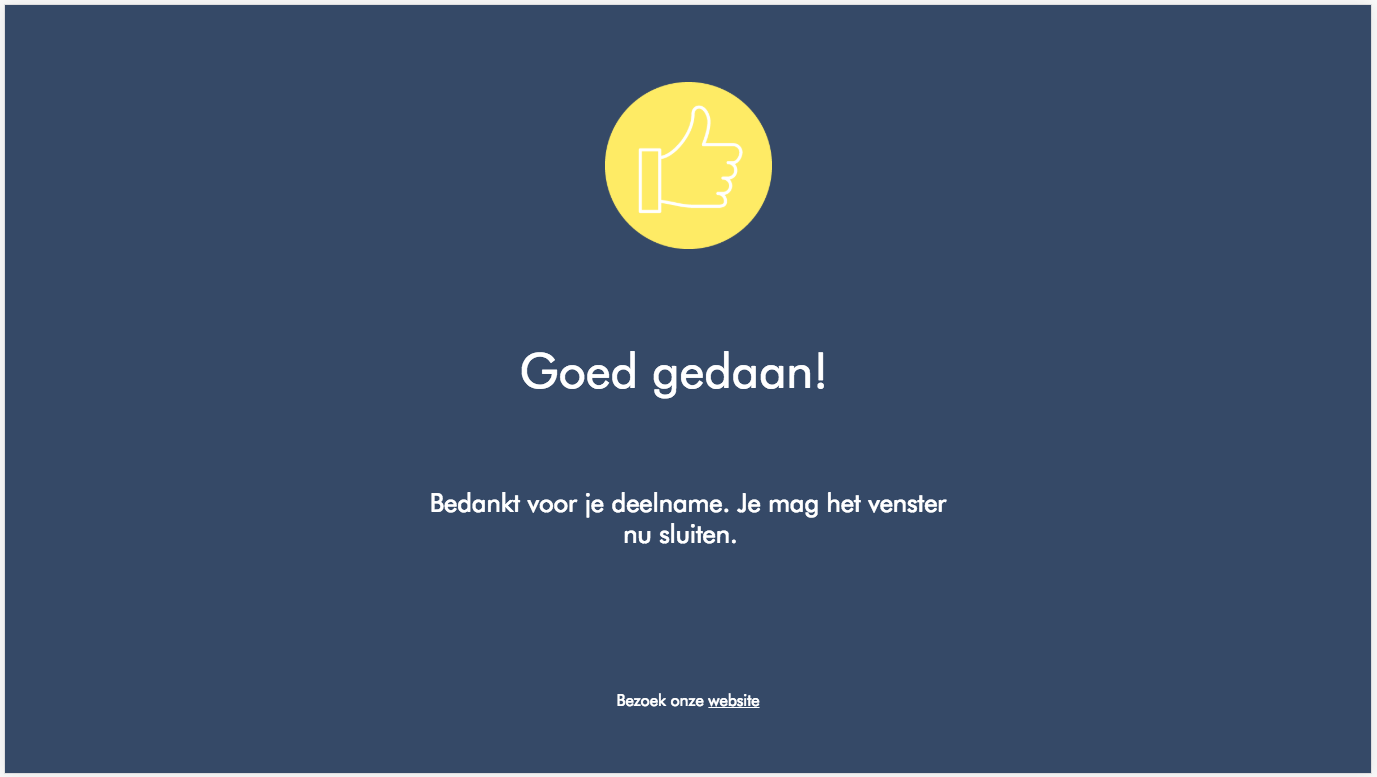 Goed gedaan!
Bedankt voor je deelname. Je mag het venster
nu sluiten.
Bezoek onze website